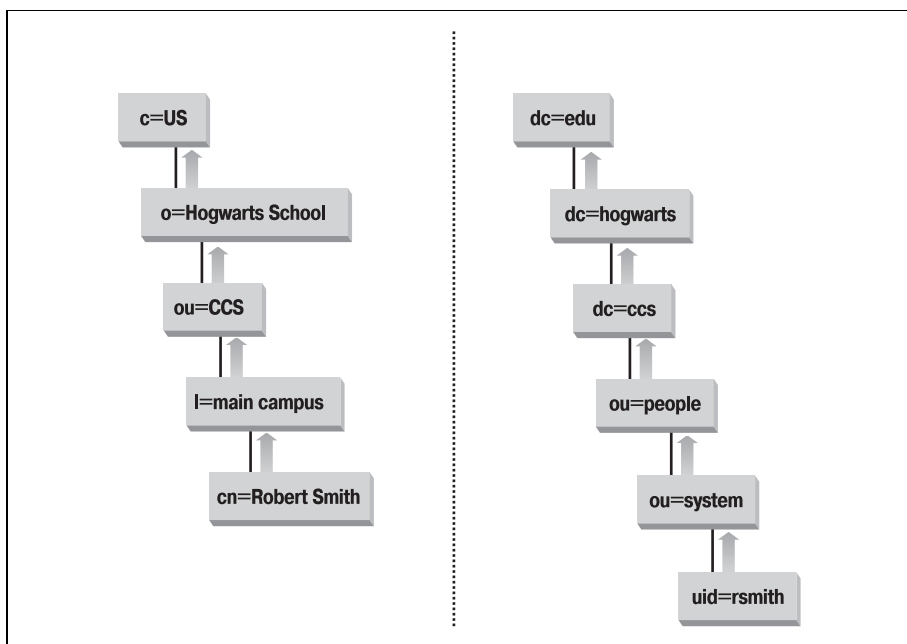 c=US
o=Hogwarts School
ou=CCS
l=main campus
cn=Robert Smith
dc=edu
dc=hogwarts
dc=ccs
ou=people
ou=system
uid=rsmith